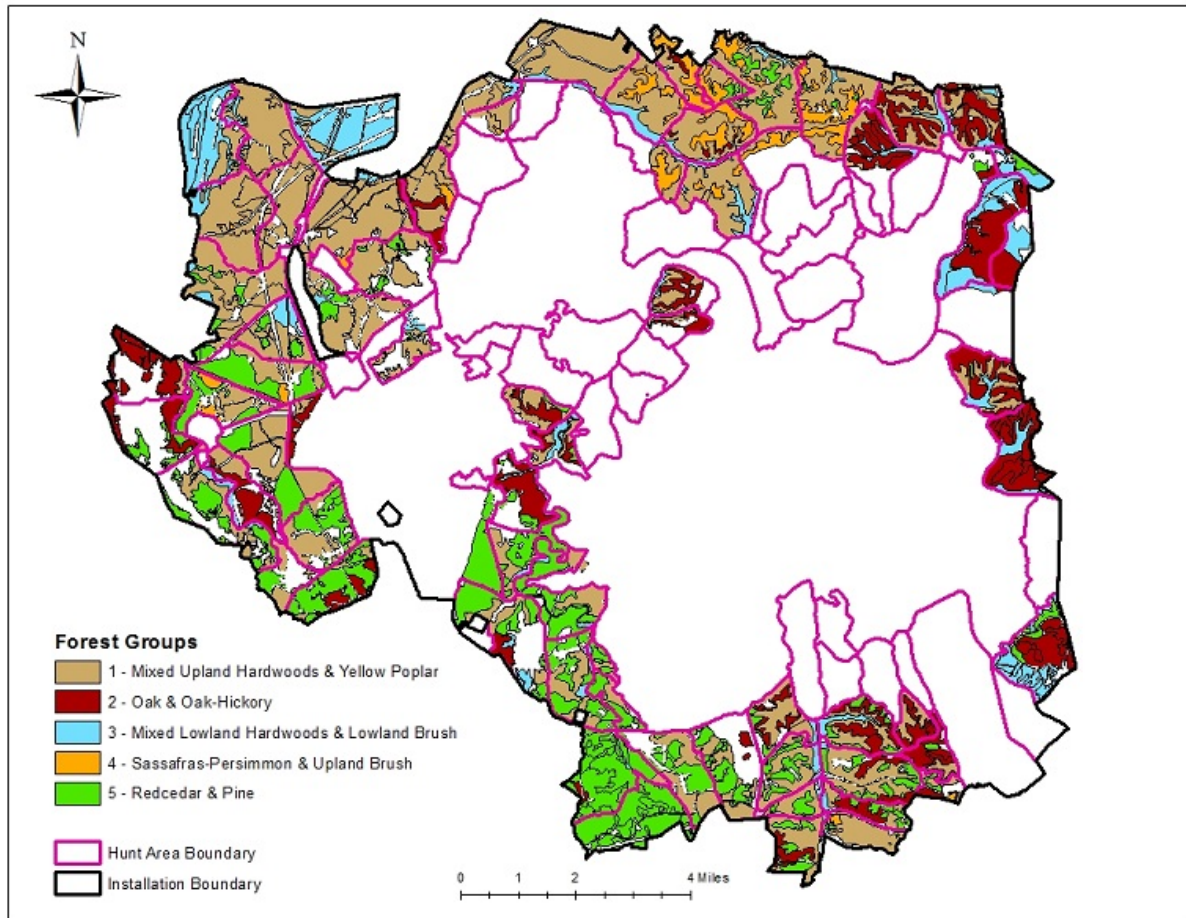 N
Forest Groups
1 - Mixed Upland Hardwoods & Yellow Poplar
2 - Oak & Oak-Hickory
3 - Mixed Lowland Hardwoods & Lowland Brush
4 - Sassafras-Persimmon & Upland Brush
5 - Redcedar & Pine
Hunt Area Boundary
Installation Boundary
0 1 2 4 Miles